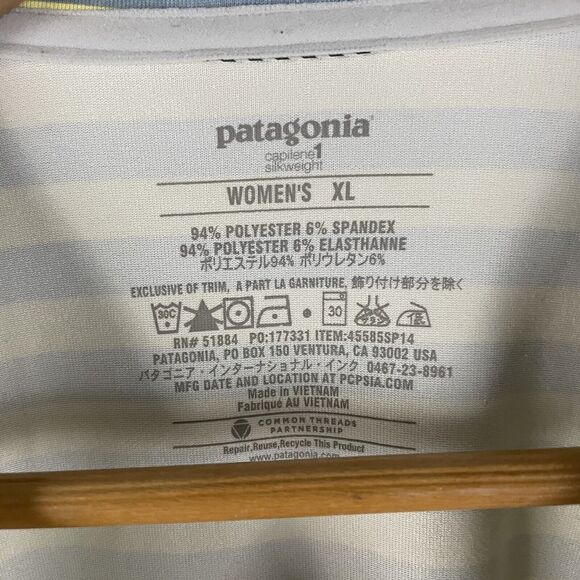 patagonia
capilene 1
silkweight
WOMEN'S XL
94% POLYESTER 6% SPANDEX
94% POLYESTER 6% ELASTHANNE
ポリエステル94% ポリウレタン6%
EXCLUSIVE OF TRIM, A PART LA GARNITURE, 飾り付け部分を除く
30C 30 低
RN# 51884 PO:177331 ITEM:45585SP14
PATAGONIA, PO BOX 150 VENTURA, CA 93002 USA
パタゴニア・インターナショナル・インク 0467-23-8961
MFG DATE AND LOCATION AT PCPSIA.COM
Made in VIETNAM
Fabriqué AU VIETNAM
COMMON THREADS
PARTNERSHIP
Repair,Reuse,Recycle This Product
www.patagonia.com